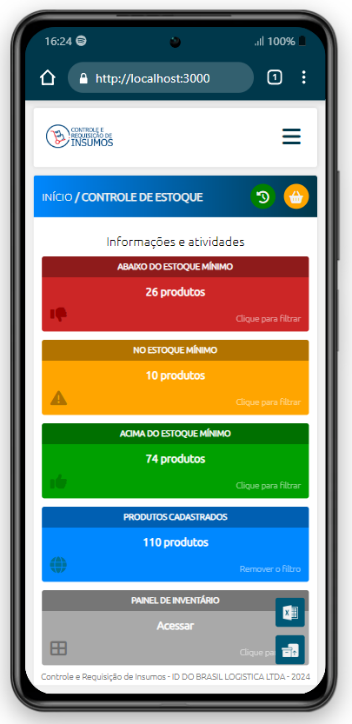 16:24
100%
http://localhost:3000
1
CONTROLE E
REQUISIÇÃO DE
INSUMOS
INÍCIO / CONTROLE DE ESTOQUE
Informações e atividades
ABAIXO DO ESTOQUE MÍNIMO
26 produtos
Clique para filtrar
NO ESTOQUE MÍNIMO
10 produtos
Clique para filtrar
ACIMA DO ESTOQUE MÍNIMO
74 produtos
Clique para filtrar
PRODUTOS CADASTRADOS
110 produtos
Remover o filtro
PAINEL DE INVENTÁRIO
Acessar
Clique
Controle e Requisição de Insumos - ID DO BRASIL LOGISTICA LTDA - 2024